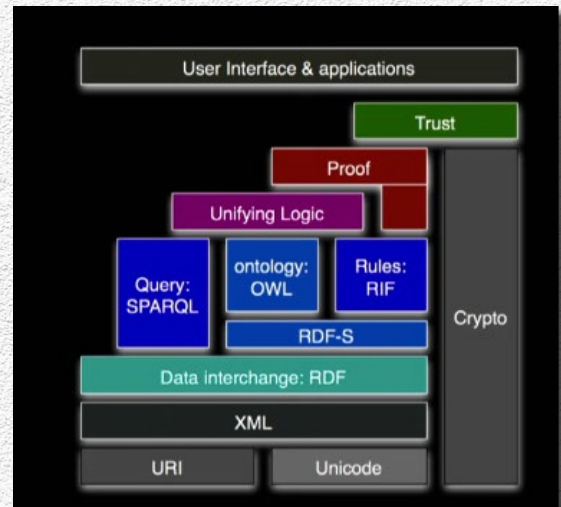 User Interface & applications
Trust
Proof
Unifying Logic
ontology:
OWL
Rules:
RIF
Query:
SPARQL
Crypto
RDF-S
Data interchange: RDF
XML
URI
Unicode